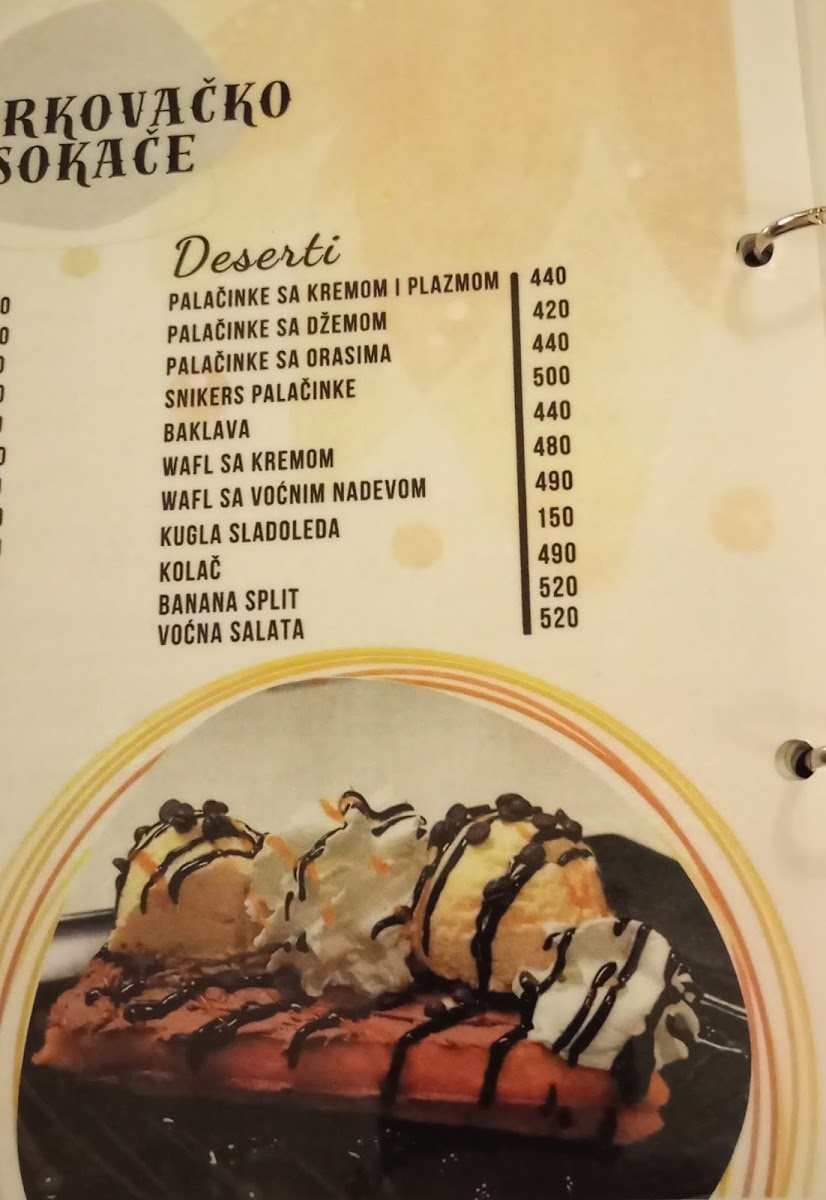 RKOVAČKO
SOKAČE
Deserti
PALAČINKE SA KREMOM I PLAZMOM 440
PALAČINKE SA DŽEMOM 420
PALAČINKE SA ORASIMA 440
SNIKERS PALAČINKE 500
BAKLAVA 440
WAFL SA KREMOM 480
WAFL SA VOĆNIM NADEVOM 490
KUGLA SLADOLEDA 150
KOLAČ 490
BANANA SPLIT 520
VOĆNA SALATA 520